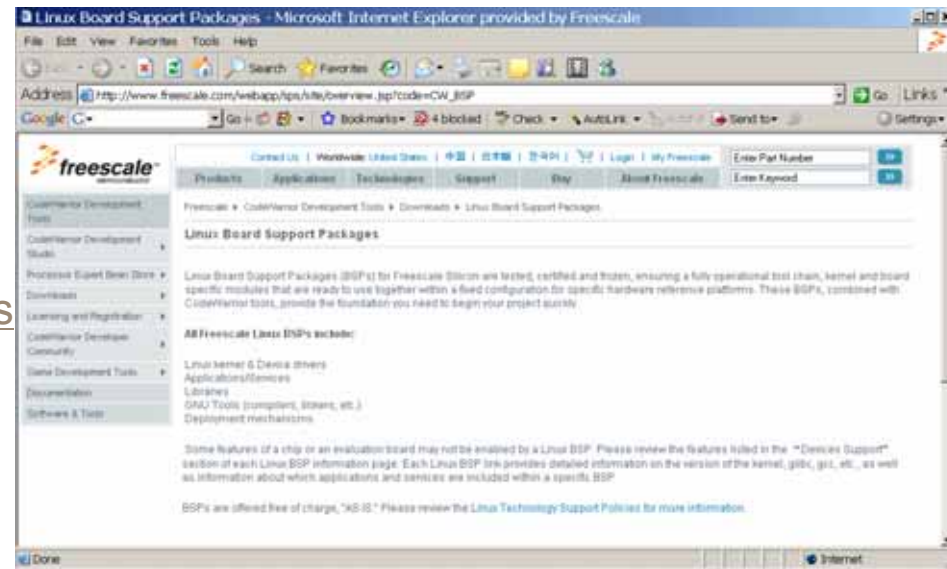 Linux Board Support Packages - Microsoft Internet Explorer provided by Freescale
File Edit View Favorites Tools Help
Search Favorites
Address http://www.freescale.com/webapp/sps/site/overview.jsp?code=CW_BSP Go Links
Google G Go Bookmarks 4 blocked Check AutoLink Send to Settings
freescale
semiconductor
Contact Us | Worldwide: United States | 中国 | 日本語 | 한국어 | Login | My Freescale Enter Part Number
Products Applications Technologies Support Buy About Freescale Enter Keyword
CodeWarrior Development Tools
CodeWarrior Development Studio
Processor Expert Bean Store
Downloads
Licensing and Registration
CodeWarrior Developer Community
Game Development Tools
Documentation
Software & Tools
Freescale CodeWarrior Development Tools Downloads Linux Board Support Packages
Linux Board Support Packages
Linux Board Support Packages (BSPs) for Freescale Silicon are tested, certified and frozen, ensuring a fully operational tool chain, kernel and board
specific modules that are ready to use together within a fixed configuration for specific hardware reference platforms. These BSPs, combined with
CodeWarrior tools, provide the foundation you need to begin your project quickly.
All Freescale Linux BSPs include:
Linux kernel & Device drivers
Applications/Services
Libraries
GNU Tools (compilers, linkers, etc.)
Deployment mechanisms
Some features of a chip or an evaluation board may not be enabled by a Linux BSP. Please review the features listed in the "Devices Support"
section of each Linux BSP information page. Each Linux BSP link provides detailed information on the version of the kernel, glibc, gcc, etc., as well
as information about which applications and services are included within a specific BSP
BSPs are offered free of charge, "AS-IS." Please review the Linux Technology Support Policies for more information.
s
Done Internet